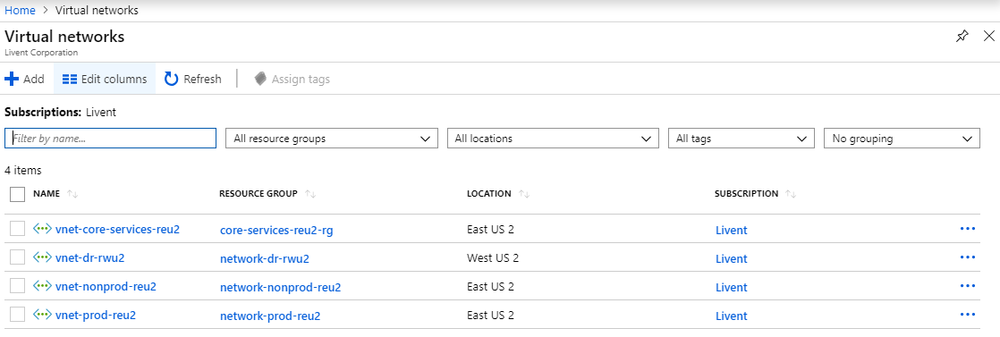 Home > Virtual networks
Virtual networks
Livent Corporation
Add Edit columns Refresh Assign tags
Subscriptions: Livent
Filter by name... All resource groups All locations All tags No grouping
4 items
NAME RESOURCE GROUP LOCATION SUBSCRIPTION
vnet-core-services-reu2 core-services-reu2-rg East US 2 Livent
vnet-dr-rwu2 network-dr-rwu2 West US 2 Livent
vnet-nonprod-reu2 network-nonprod-reu2 East US 2 Livent
vnet-prod-reu2 network-prod-reu2 East US 2 Livent